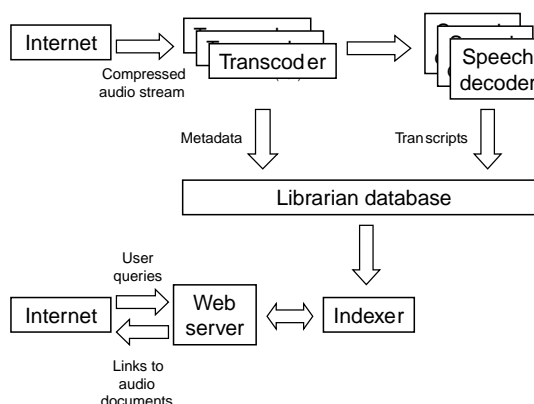 Internet
Compressed
audio stream
Transcoder
Speech
decoder
Metadata
Transcripts
Librarian database
User
queries
Internet
Web
server
Indexer
Links to
audio
documents